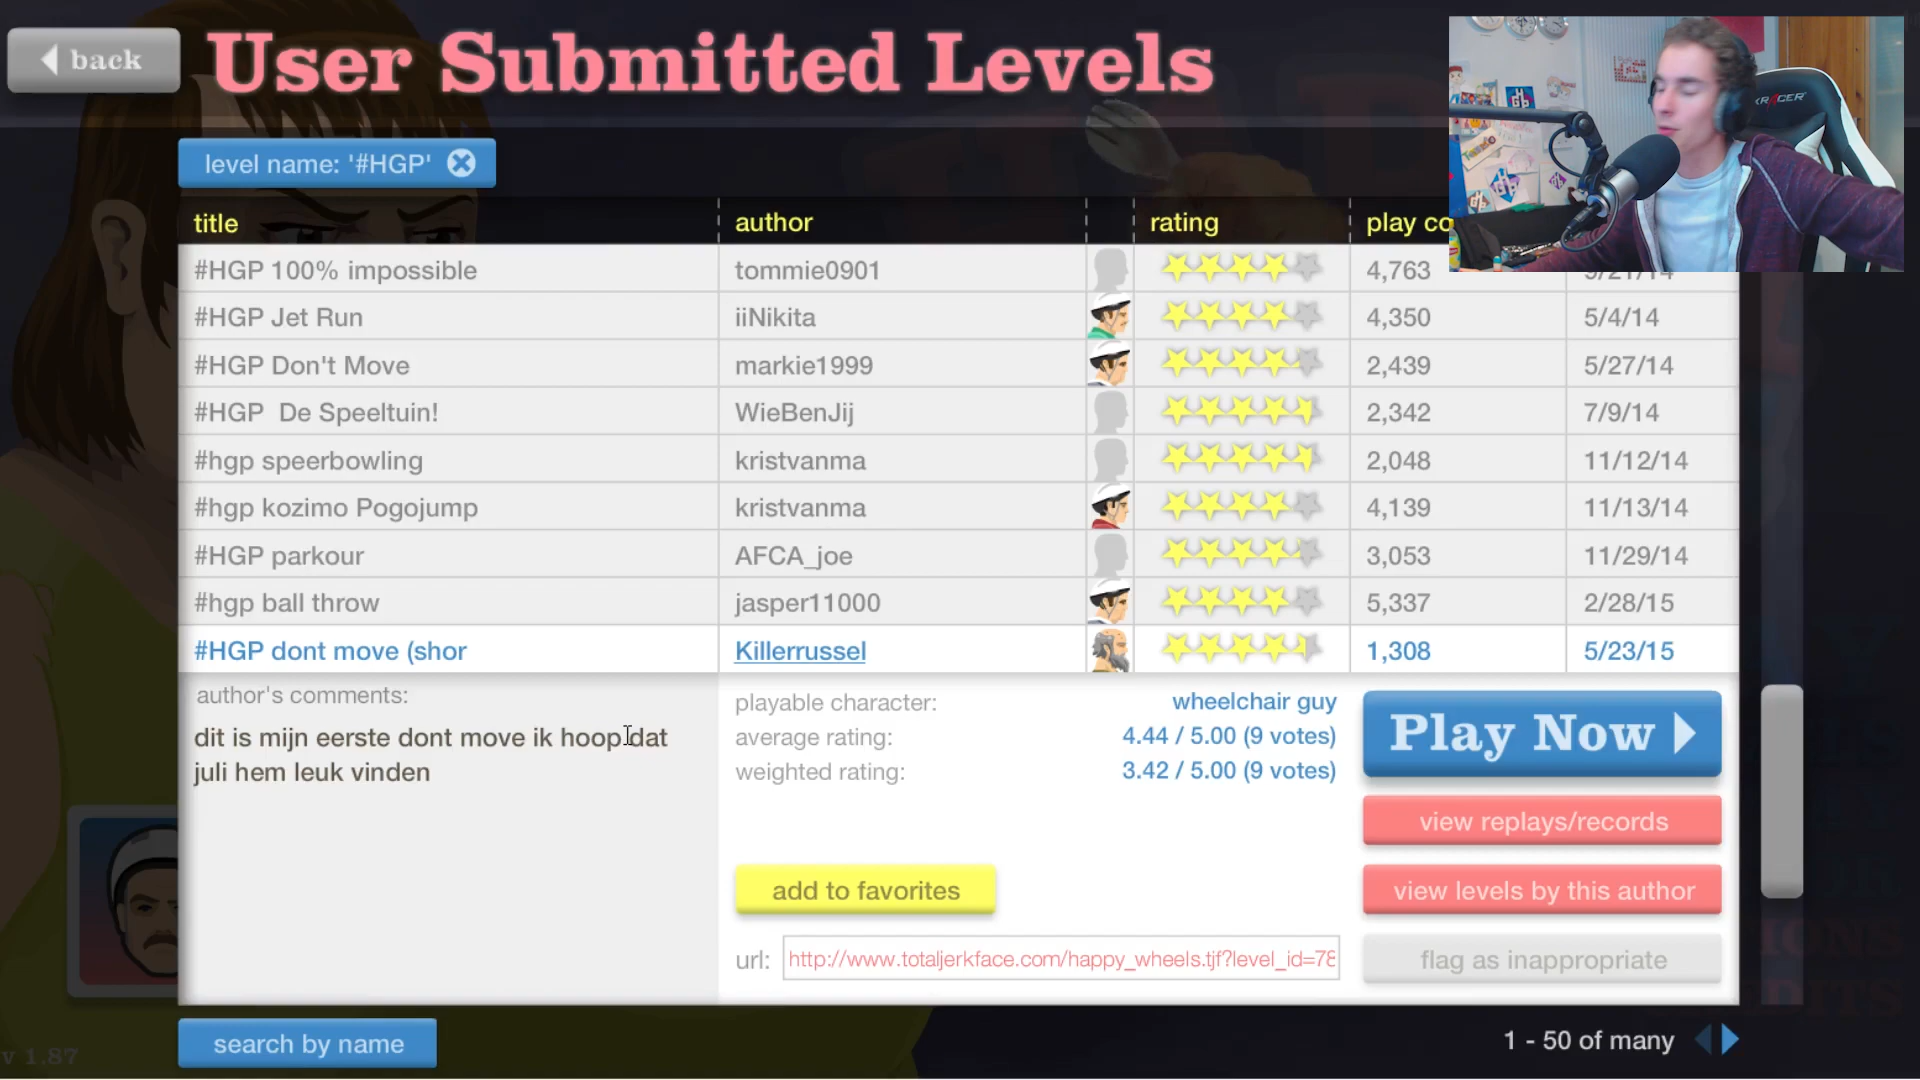 back
User Submitted Levels
level name: '#HGP'
title author rating play co
#HGP 100% impossible tommie0901 4,763
#HGP Jet Run iiNikita 4,350 5/4/14
#HGP Don't Move markie1999 2,439 5/27/14
#HGP De Speeltuin! WieBenJij 2,342 7/9/14
#hgp speerbowling kristvanma 2,048 11/12/14
#hgp kozimo Pogojump kristvanma 4,139 11/13/14
#HGP parkour AFCA_joe 3,053 11/29/14
#hgp ball throw jasper11000 5,337 2/28/15
#HGP dont move (shor Killerrussel 1,308 5/23/15
author's comments:
dit is mijn eerste dont move ik hoop dat
juli hem leuk vinden
playable character: wheelchair guy
average rating: 4.44 / 5.00 (9 votes)
weighted rating: 3.42 / 5.00 (9 votes)
add to favorites
url: http://www.totaljerkface.com/happy_wheels.tjf?level_id=78
Play Now
view replays/records
view levels by this author
flag as inappropriate
search by name
1 - 50 of many
v 1.87